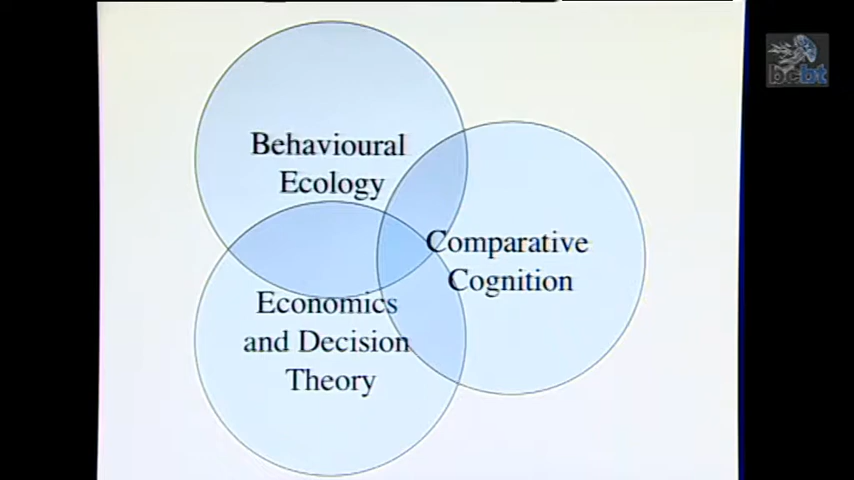 bcbt
Behavioural
Ecology
Comparative
Cognition
Economics
and Decision
Theory